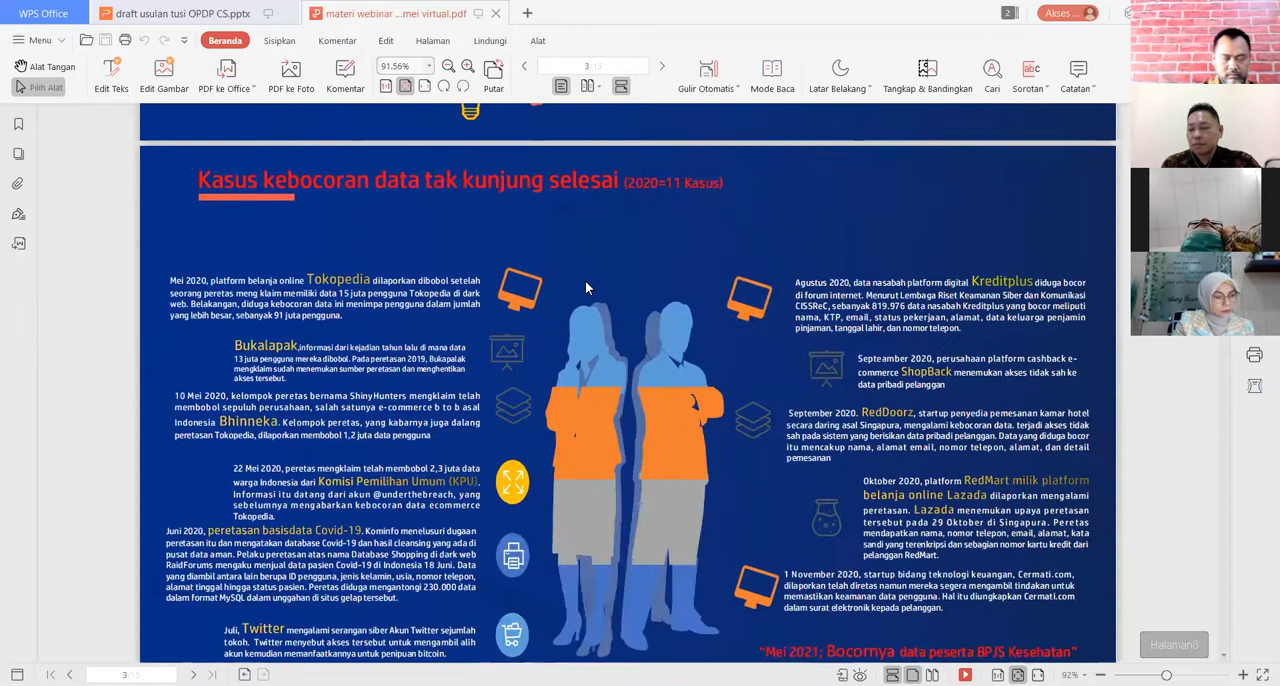 WPS Office
draft usulan tusi OPDP CS.pptx
materi webinar ...mei virtual.pdf
2
Akses ...
Menu
Beranda
Sisipkan
Komentar
Edit
Halaman
Lindungi
Alat
Alat Tangan
Pilih Alat
Edit Teks
Edit Gambar
PDF ke Office
PDF ke Foto
Komentar
91.56%
Putar
3
Gulir Otomatis
Mode Baca
Latar Belakang
Tangkap & Bandingkan
Cari
Sorotan
Catatan
Kasus kebocoran data tak kunjung selesai (2020=11 Kasus)
Mei 2020, platform belanja online Tokopedia dilaporkan dibobol setelah
seorang peretas meng klaim memiliki data 15 juta pengguna Tokopedia di dark
web. Belakangan, diduga kebocoran data ini menimpa pengguna dalam jumlah
yang lebih besar, sebanyak 91 juta pengguna.
Bukalapak,informasi dari kejadian tahun lalu di mana data
13 juta pengguna mereka dibobol. Pada peretasan 2019, Bukapalak
mengklaim sudah menemukan sumber peretasan dan menghentikan
akses tersebut.
10 Mei 2020, kelompok peretas bernama ShinyHunters mengklaim telah
membobol sepuluh perusahaan, salah satunya e-commerce b to b asal
Indonesia Bhinneka. Kelompok peretas, yang kabarnya juga dalang
peretasan Tokopedia, dilaporkan membobol 1,2 juta data pengguna
22 Mei 2020, peretas mengklaim telah membobol 2,3 juta data
warga Indonesia dari Komisi Pemilihan Umum (KPU).
Informasi itu datang dari akun @underthebreach, yang
sebelumnya mengabarkan kebocoran data ecommerce
Tokopedia.
Juni 2020, peretasan basisdata Covid-19. Kominfo menelusuri dugaan
peretasan itu dan mengatakan database Covid-19 dan hasil cleansing yang ada di
pusat data aman. Pelaku peretasan atas nama Database Shopping di dark web
RaidForums mengaku menjual data pasien Covid-19 di Indonesia 18 Juni. Data
yang diambil antara lain berupa ID pengguna, jenis kelamin, usia, nomor telepon,
alamat tinggal hingga status pasien. Peretas diduga mengantongi 230.000 data
dalam format MySQL dalam unggahan di situs gelap tersebut.
Juli, Twitter mengalami serangan siber Akun Twitter sejumlah
tokoh. Twitter menyebut akses tersebut untuk mengambil alih
akun kemudian memanfaatkannya untuk penipuan bitcoin.
Agustus 2020, data nasabah platform digital Kreditplus diduga bocor
di forum internet. Menurut Lembaga Riset Keamanan Siber dan Komunikasi
CISSReC, sebanyak 819.976 data nasabah Kreditplus yang bocor meliputi
nama, KTP, email, status pekerjaan, alamat, data keluarga penjamin
pinjaman, tanggal lahir, dan nomor telepon.
Septeambar 2020, perusahaan platform cashback e-
commerce ShopBack menemukan akses tidak sah ke
data pribadi pelanggan
September 2020. RedDoorz, startup penyedia pemesanan kamar hotel
secara daring asal Singapura, mengalami kebocoran data. terjadi akses tidak
sah pada sistem yang berisikan data pribadi pelanggan. Data yang diduga bocor
itu mencakup nama, alamat email, nomor telepon, alamat, dan detail
pemesanan
Oktober 2020, platform RedMart milik platform
belanja online Lazada dilaporkan mengalami
peretasan. Lazada menemukan upaya peretasan
tersebut pada 29 Oktober di Singapura. Peretas
mendapatkan nama, nomor telepon, email, alamat, kata
sandi yang terenkripsi dan sebagian nomor kartu kredit dari
pelanggan RedMart.
1 November 2020, startup bidang teknologi keuangan, Cermati.com,
dilaporkan telah diretas namun mereka segera mengambil tindakan untuk
memastikan keamanan data pengguna. Hal itu diungkapkan Cermati.com
dalam surat elektronik kepada pelanggan.
"Mei 2021; Bocornya data peserta BPJS Kesehatan"
Halaman3
3
92%